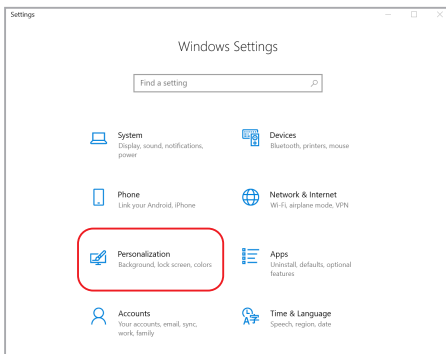 Settings
Windows Settings
Find a setting
System
Display, sound, notifications,
power
Devices
Bluetooth, printers, mouse
Phone
Link your Android, iPhone
Network & Internet
Wi-Fi, airplane mode, VPN
Personalization
Background, lock screen, colors
Apps
Uninstall, defaults, optional
features
Accounts
Your accounts, email, sync,
work, family
Time & Language
Speech, region, date